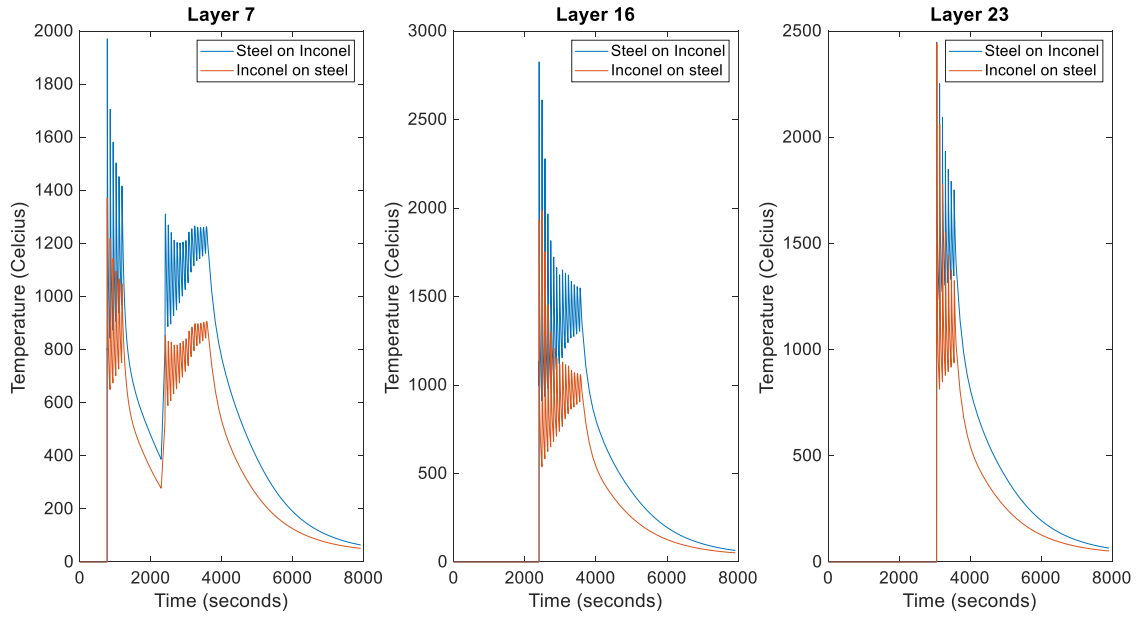 Layer 7
Temperature (Celcius)
2000
1800
1600
1400
1200
1000
800
600
400
200
0
Steel on Inconel
Inconel on steel
0 2000 4000 6000 8000
Time (seconds)
Layer 16
Temperature (Celcius)
3000
2500
2000
1500
1000
500
0
Steel on Inconel
Inconel on steel
0 2000 4000 6000 8000
Time (seconds)
Layer 23
Temperature (Celcius)
2500
2000
1500
1000
500
0
Steel on Inconel
Inconel on steel
0 2000 4000 6000 8000
Time (seconds)